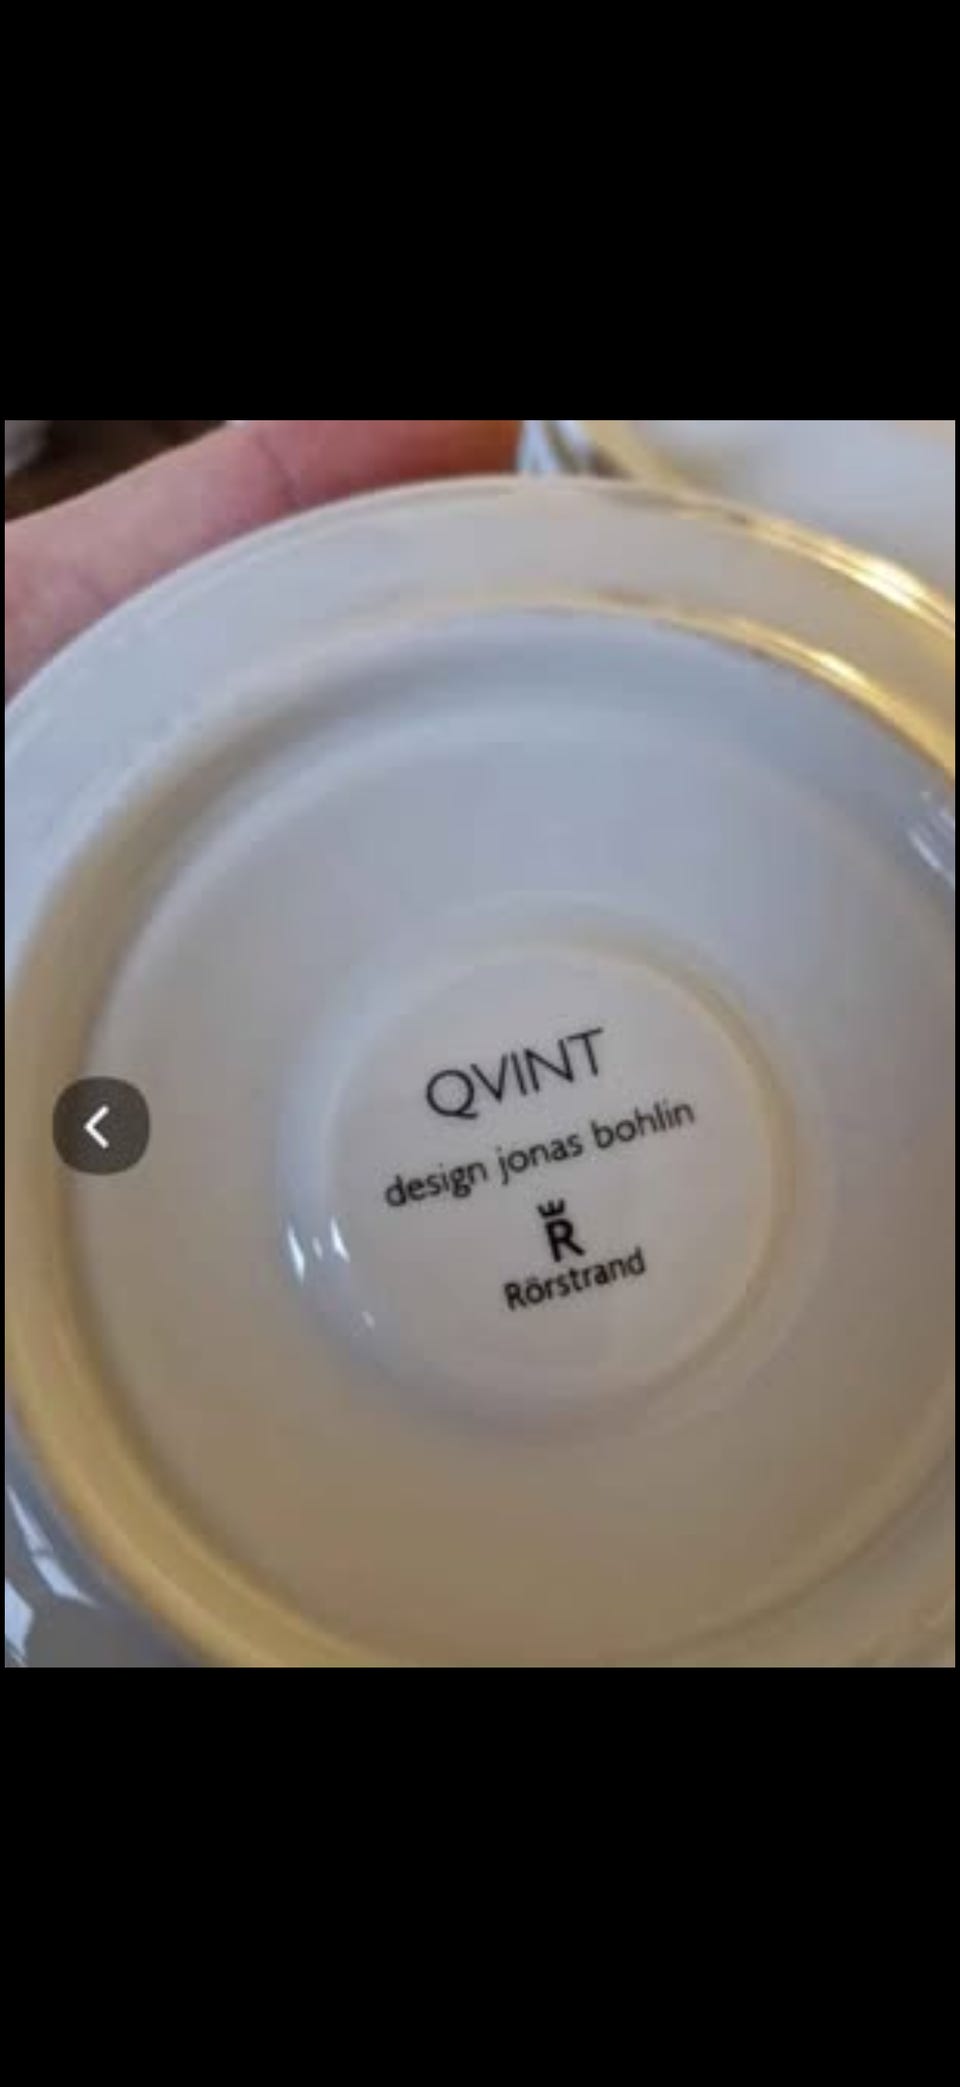 QVINT
design jonas bohlin
R
Rörstrand